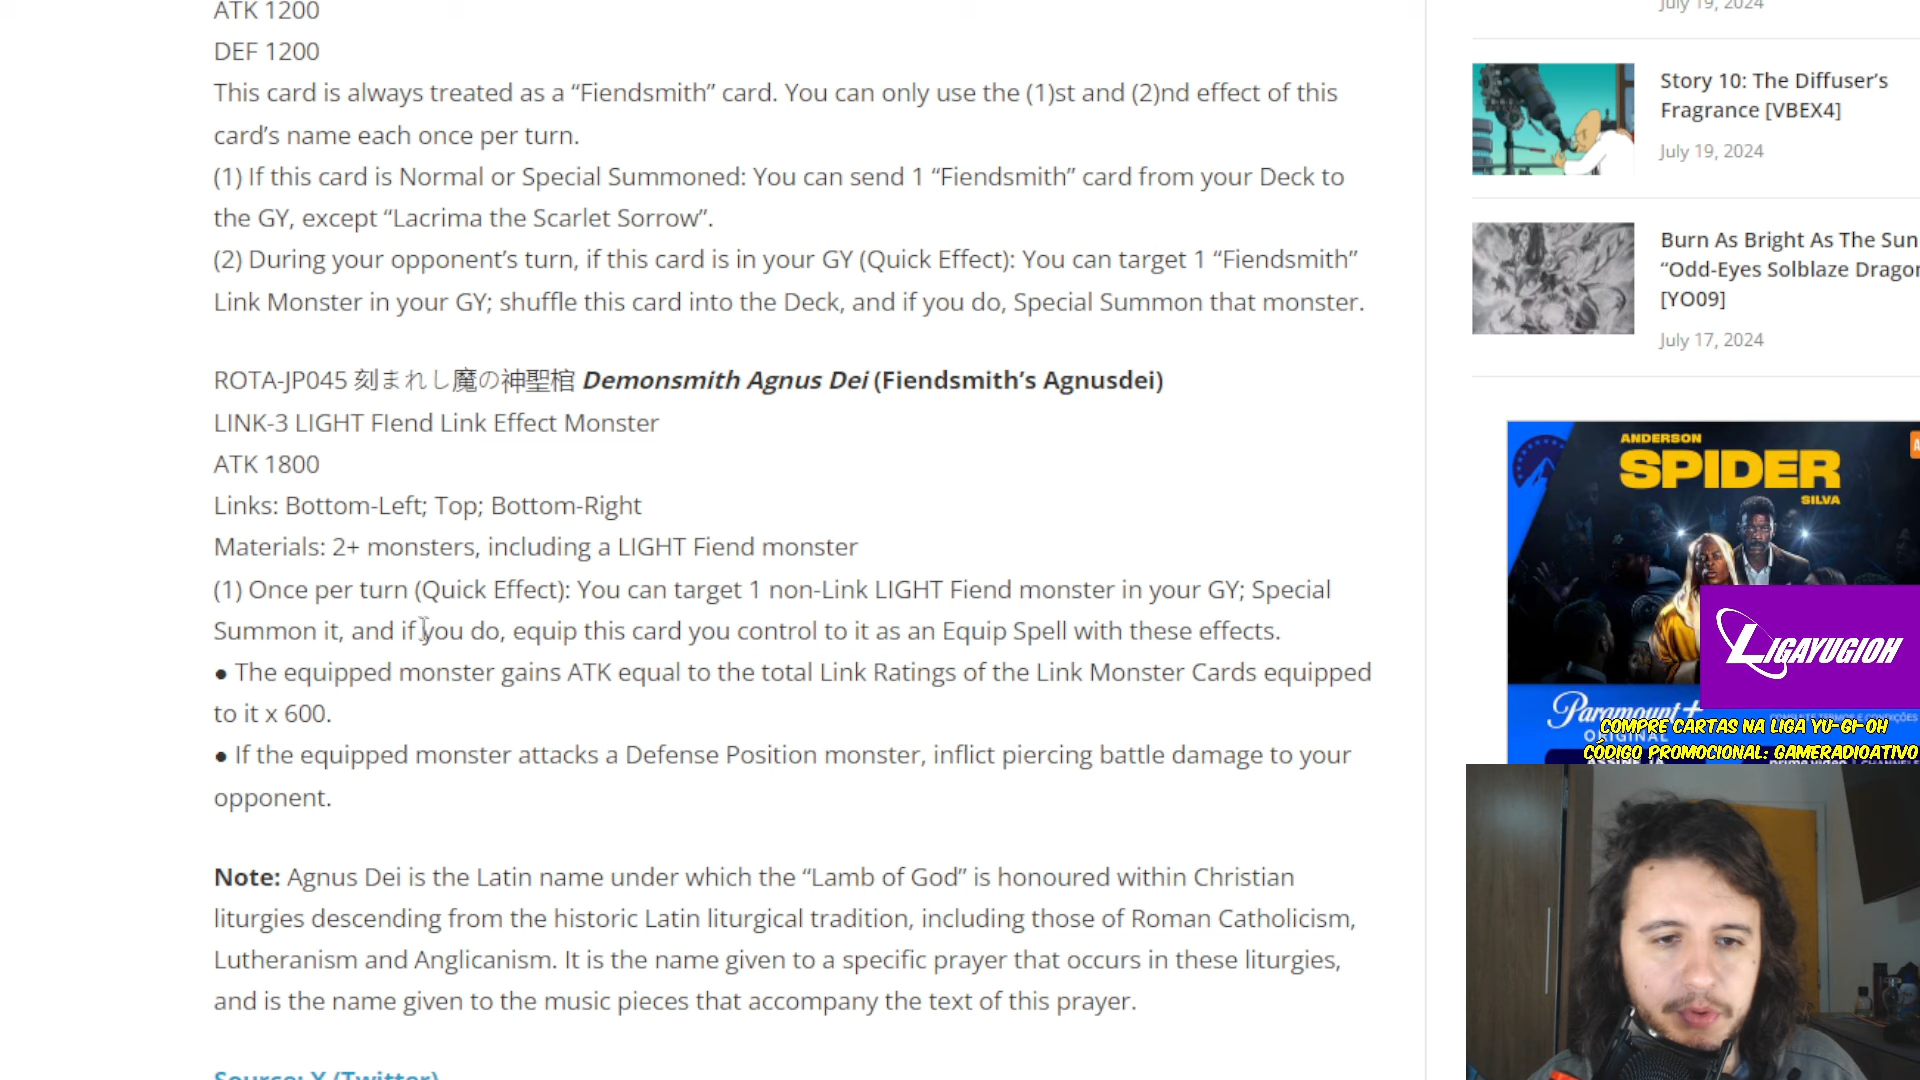 ATK 1200
DEF 1200
This card is always treated as a “Fiendsmith” card. You can only use the (1)st and (2)nd effect of this
card’s name each once per turn.
(1) If this card is Normal or Special Summoned: You can send 1 “Fiendsmith” card from your Deck to
the GY, except “Lacrima the Scarlet Sorrow”.
(2) During your opponent’s turn, if this card is in your GY (Quick Effect): You can target 1 “Fiendsmith”
Link Monster in your GY; shuffle this card into the Deck, and if you do, Special Summon that monster.
ROTA-JP045 刻まれし魔の神聖棺 Demonsmith Agnus Dei (Fiendsmith’s Agnusdei)
LINK-3 LIGHT FIend Link Effect Monster
ATK 1800
Links: Bottom-Left; Top; Bottom-Right
Materials: 2+ monsters, including a LIGHT Fiend monster
(1) Once per turn (Quick Effect): You can target 1 non-Link LIGHT Fiend monster in your GY; Special
Summon it, and if you do, equip this card you control to it as an Equip Spell with these effects.
● The equipped monster gains ATK equal to the total Link Ratings of the Link Monster Cards equipped
to it x 600.
● If the equipped monster attacks a Defense Position monster, inflict piercing battle damage to your
opponent.
Note: Agnus Dei is the Latin name under which the “Lamb of God” is honoured within Christian
liturgies descending from the historic Latin liturgical tradition, including those of Roman Catholicism,
Lutheranism and Anglicanism. It is the name given to a specific prayer that occurs in these liturgies,
and is the name given to the music pieces that accompany the text of this prayer.
Source: X (Twitter)
July 19, 2024
Story 10: The Diffuser’s
Fragrance [VBEX4]
July 19, 2024
Burn As Bright As The Sun
“Odd-Eyes Solblaze Dragon
[YO09]
July 17, 2024
ANDERSON
SPIDER
SILVA
LIGAYUGIOH
Paramount+
ORIGINAL
COMPRE CARTAS NA LIGA YU-GI-OH
CÓDIGO PROMOCIONAL: GAMERADIOATIVO